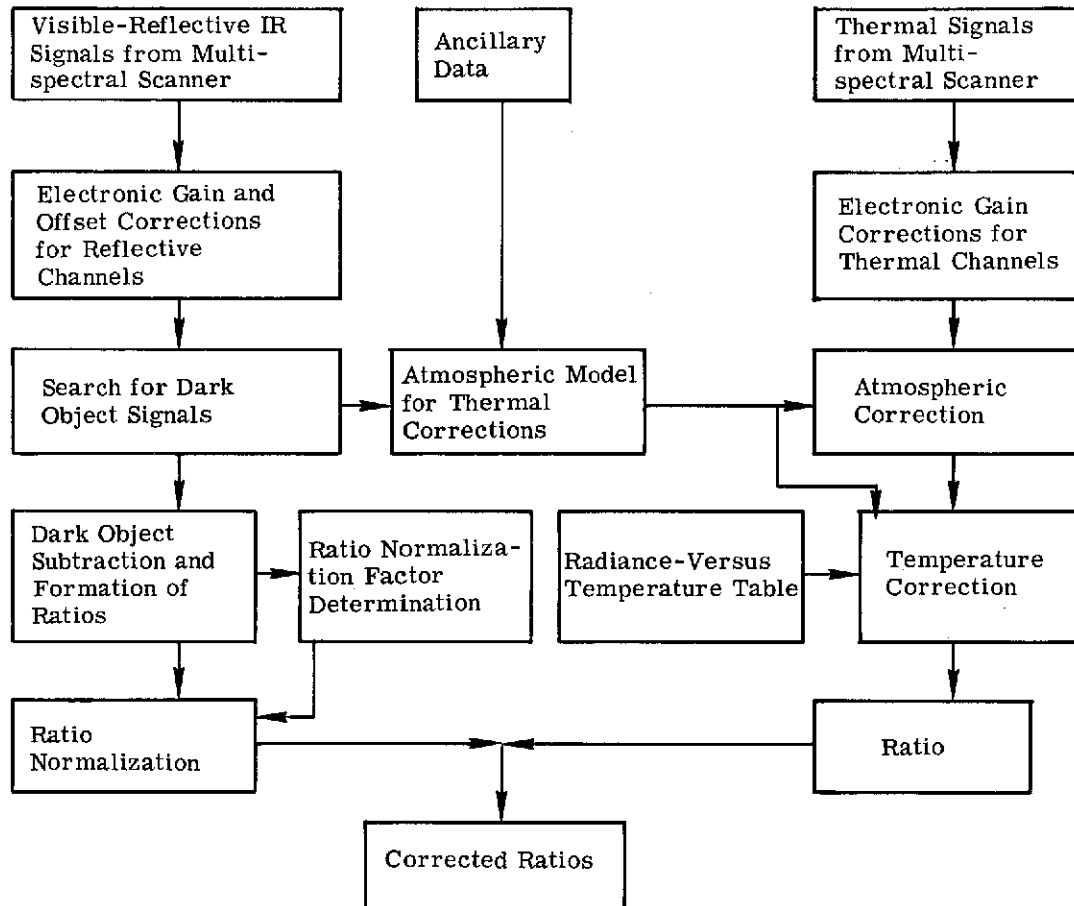 Visible-Reflective IR
Signals from Multi-
spectral Scanner
Ancillary
Data
Thermal Signals
from Multi-
spectral Scanner
Electronic Gain and
Offset Corrections
for Reflective
Channels
Electronic Gain
Corrections for
Thermal Channels
Search for Dark
Object Signals
Atmospheric Model
for Thermal
Corrections
Atmospheric
Correction
Dark Object
Subtraction and
Formation of
Ratios
Ratio Normaliza-
tion Factor
Determination
Radiance-Versus
Temperature Table
Temperature
Correction
Ratio
Normalization
Ratio
Corrected Ratios